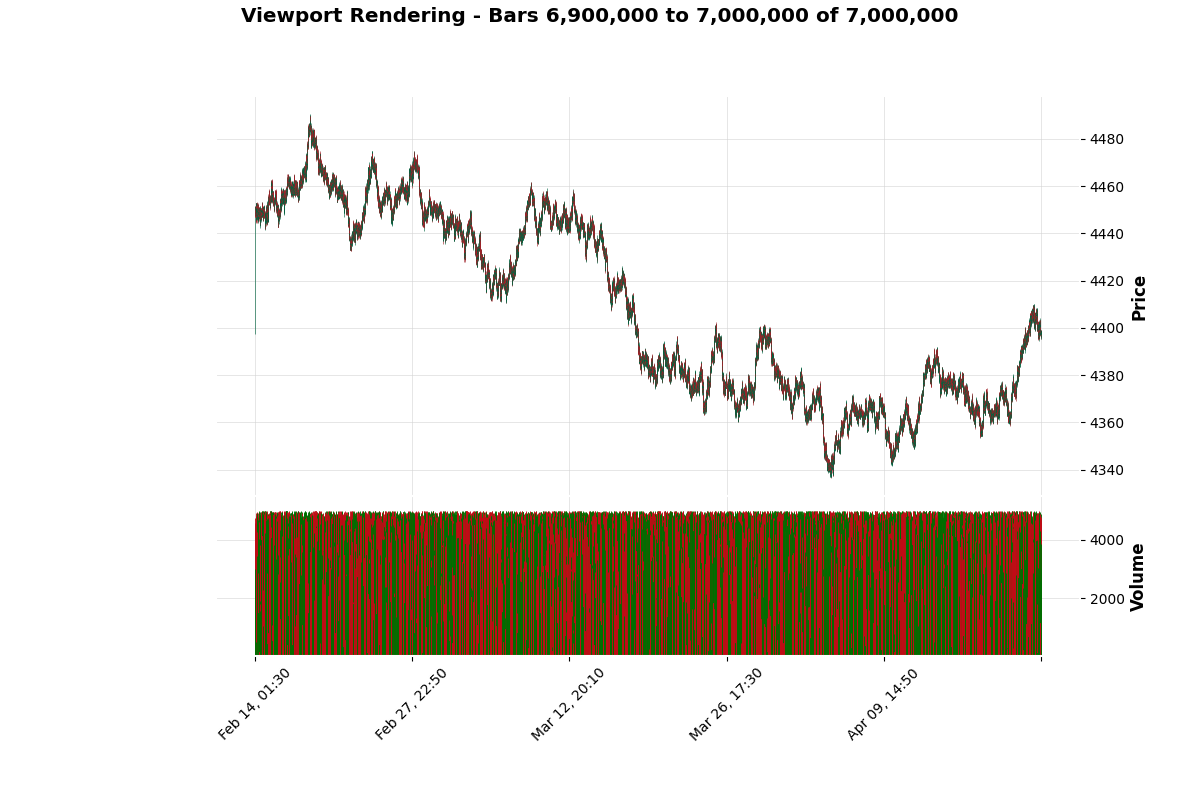 Viewport Rendering - Bars 6,900,000 to 7,000,000 of 7,000,000
4480
4460
4440
4420
4400
4380
4360
4340
Price
4000
2000
Volume
Feb 14, 01:30
Feb 27, 22:50
Mar 12, 20:10
Mar 26, 17:30
Apr 09, 14:50